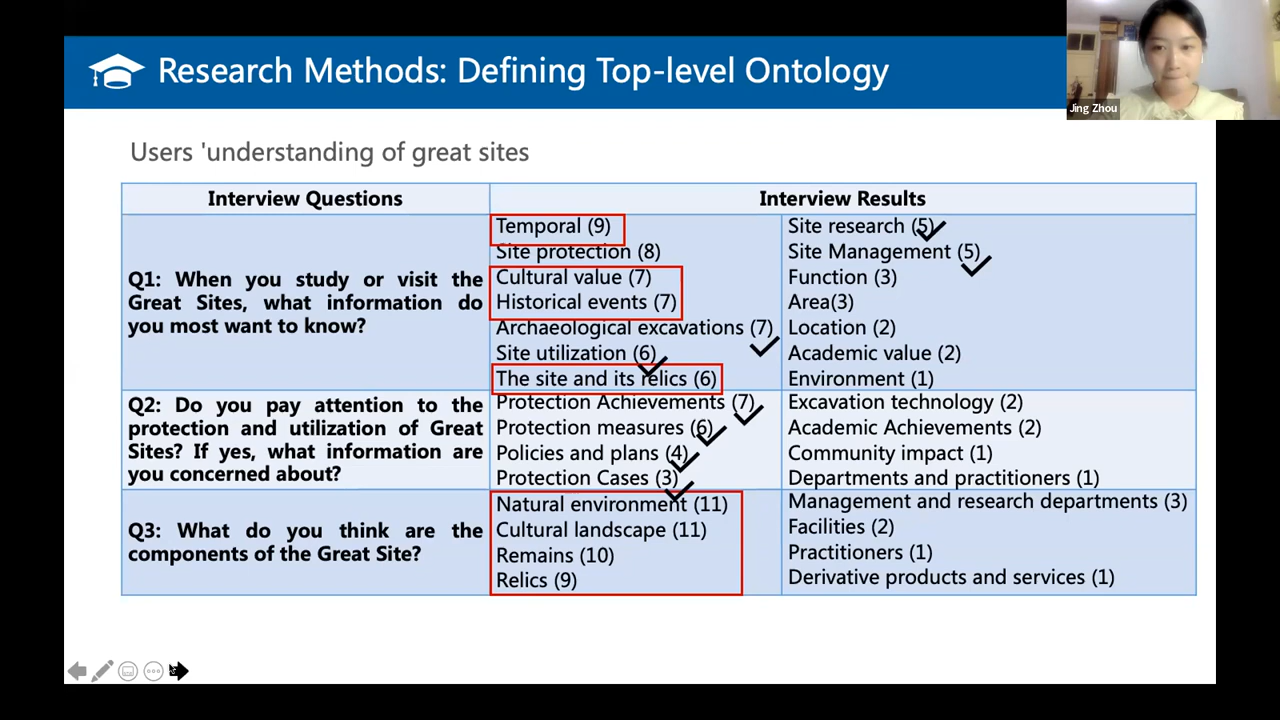 Research Methods: Defining Top-level Ontology
Jing Zhou
Users 'understanding of great sites
Interview Questions
Interview Results
Q1: When you study or visit the
Great Sites, what information do
you most want to know?
Temporal (9)
Site protection (8)
Cultural value (7)
Historical events (7)
Archaeological excavations (7)
Site utilization (6)
The site and its relics (6)
Site research (5)
Site Management (5)
Function (3)
Area(3)
Location (2)
Academic value (2)
Environment (1)
Q2: Do you pay attention to the
protection and utilization of Great
Sites? If yes, what information are
you concerned about?
Protection Achievements (7)
Protection measures (6)
Policies and plans (4)
Protection Cases (3)
Excavation technology (2)
Academic Achievements (2)
Community impact (1)
Departments and practitioners (1)
Q3: What do you think are the
components of the Great Site?
Natural environment (11)
Cultural landscape (11)
Remains (10)
Relics (9)
Management and research departments (3)
Facilities (2)
Practitioners (1)
Derivative products and services (1)